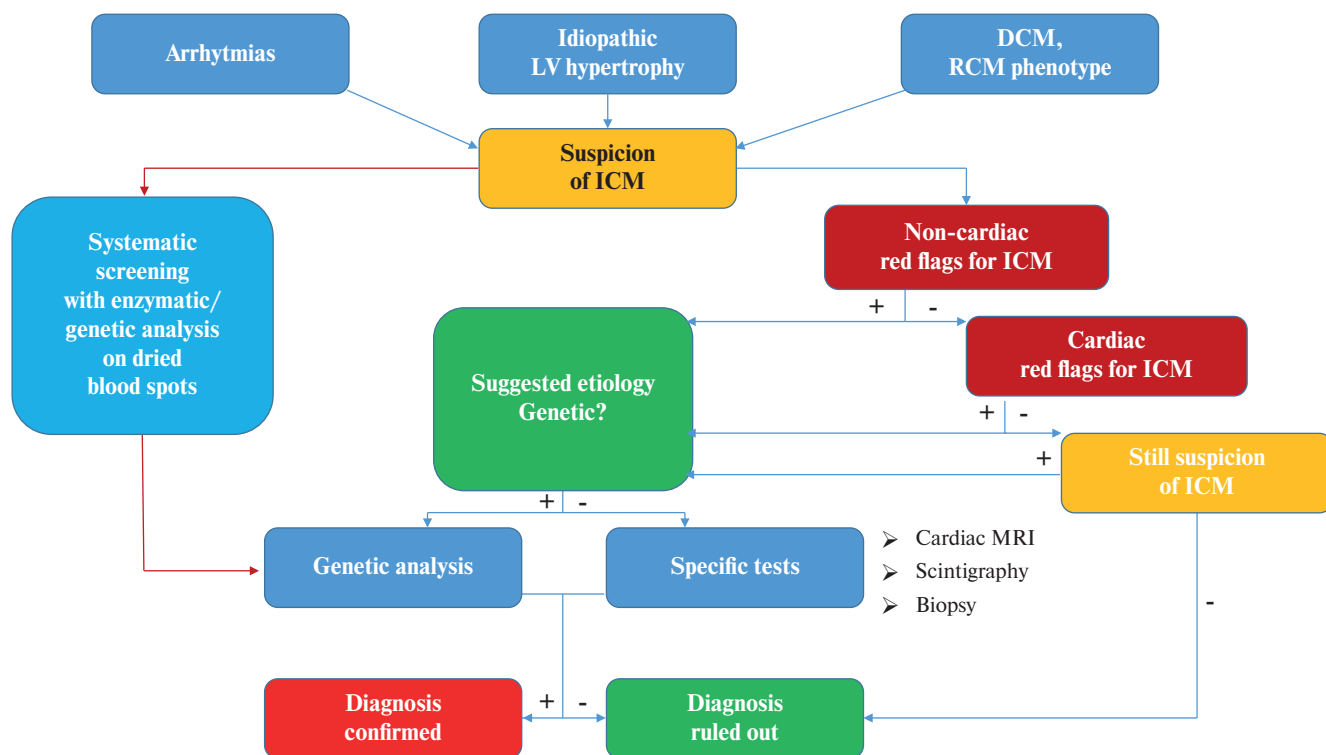 Arrhytmias
Idiopathic
LV hypertrophy
DCM,
RCM phenotype
Suspicion
of ICM
Systematic
screening
with enzymatic/
genetic analysis
on dried
blood spots
Non-cardiac
red flags for ICM
+ -
Cardiac
red flags for ICM
Suggested etiology
Genetic?
+ -
+
Still suspicion
of ICM
+ -
Genetic analysis
Specific tests
➢ Cardiac MRI
➢ Scintigraphy
➢ Biopsy
-
+ -
Diagnosis
confirmed
Diagnosis
ruled out